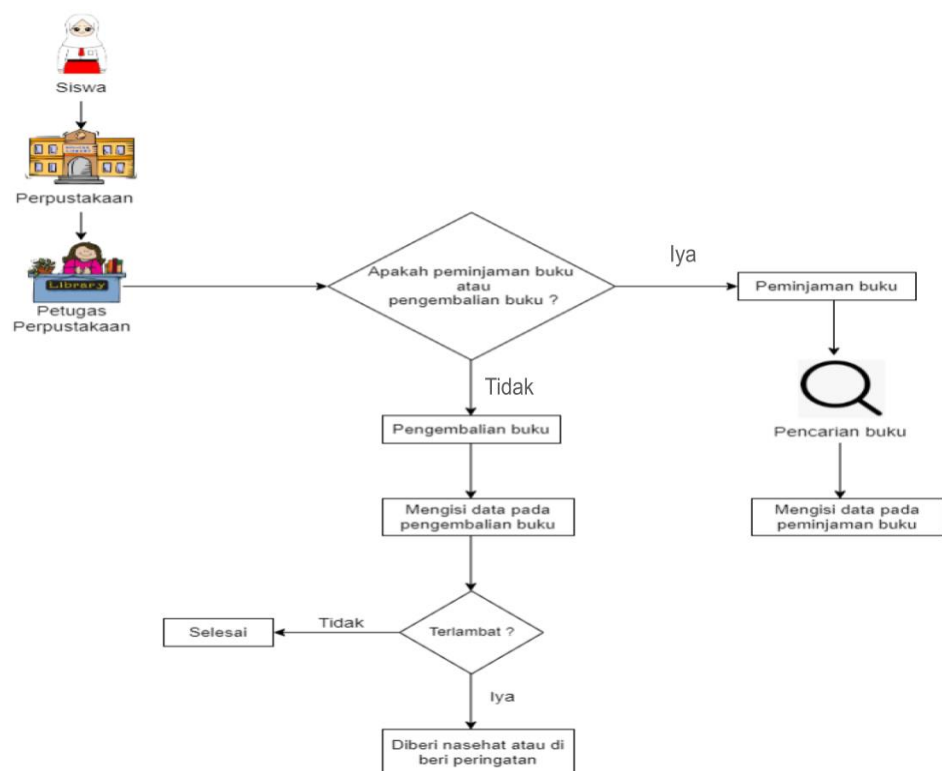 Siswa
Perpustakaan
Library
Petugas
Perpustakaan
Apakah peminjaman buku
atau
pengembalian buku ?
Iya
Peminjaman buku
Pencarian buku
Mengisi data pada
peminjaman buku
Tidak
Pengembalian buku
Mengisi data pada
pengembalian buku
Terlambat ?
Tidak
Selesai
Iya
Diberi nasehat atau di
beri peringatan